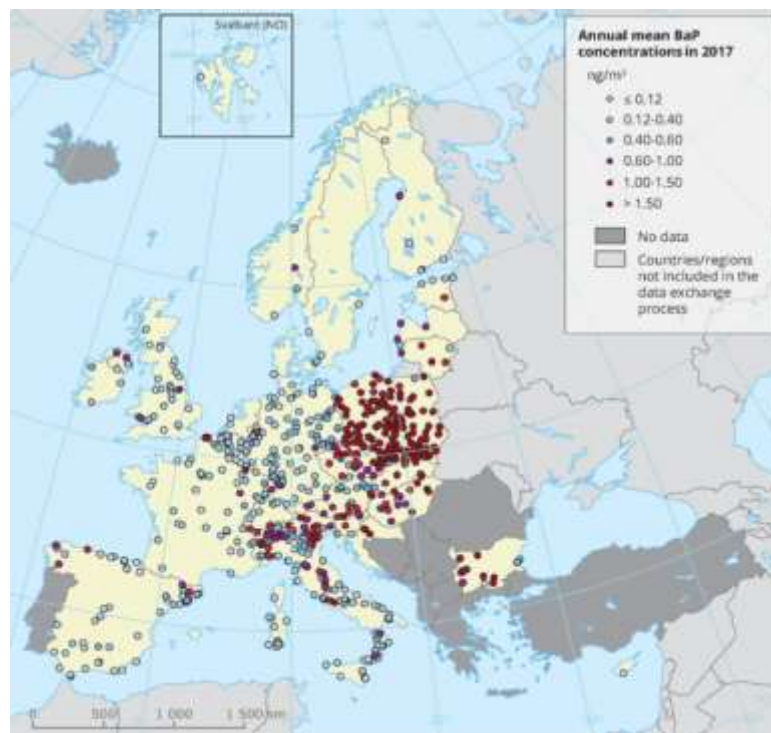 Svalbard (NO)
Annual mean BaP
concentrations in 2017
ng/m³
≤ 0.12
0.12-0.40
0.40-0.60
0.60-1.00
1.00-1.50
> 1.50
No data
Countries/regions
not included in the
data exchange
process
0 500 1 000 1 500 km